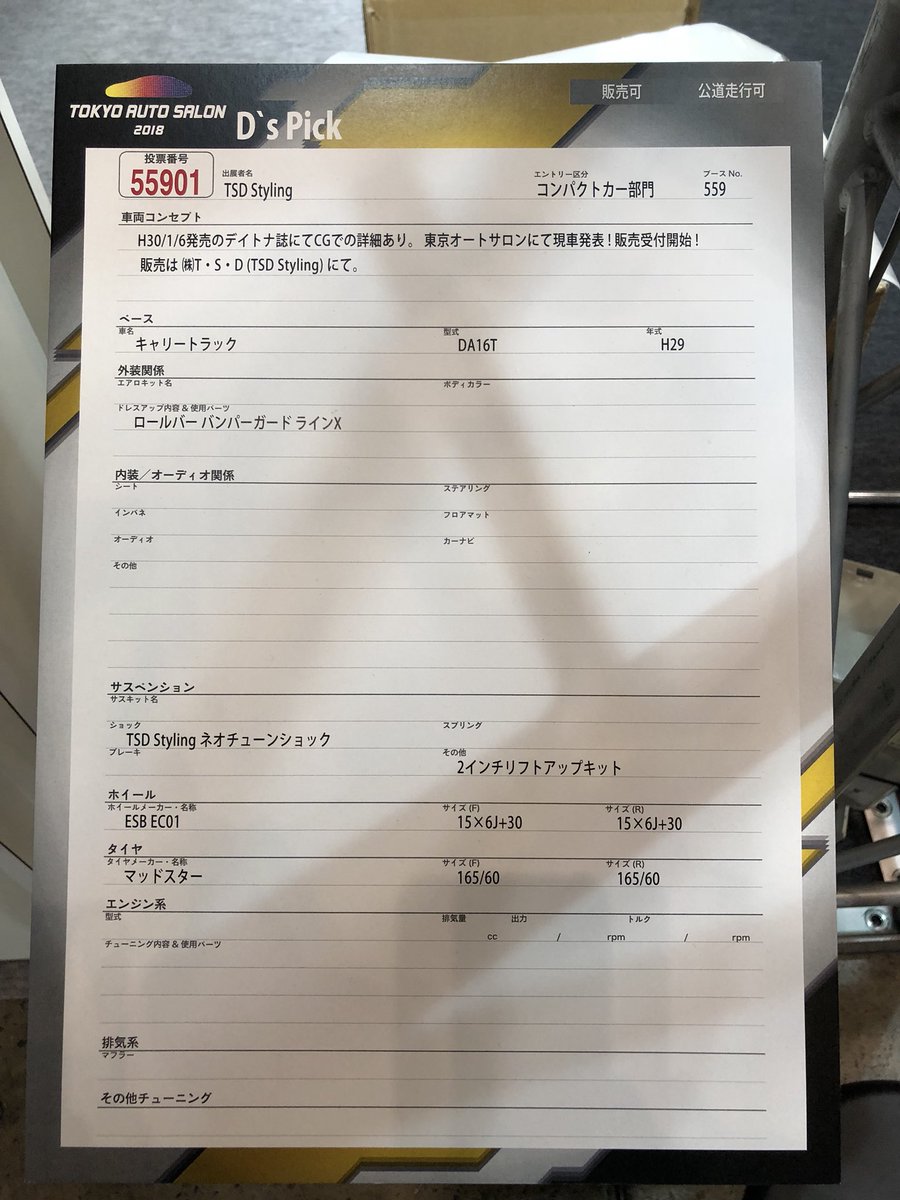 TOKYO AUTO SALON
2018
D`s Pick
販売可 公道走行可
投票番号
55901
出展者名
TSD Styling
エントリー区分
コンパクトカー部門
ブース No.
559
車両コンセプト
H30/1/6発売のデイトナ誌にてCGでの詳細あり。 東京オートサロンにて現車発表！販売受付開始！
販売は ㈱T・S・D (TSD Styling) にて。
ベース
車名 型式 年式
キャリートラック DA16T H29
外装関係
エアロキット名 ボディカラー
ドレスアップ内容 & 使用パーツ
ロールバー バンパーガード ラインX
内装／オーディオ関係
シート ステアリング
インパネ フロアマット
オーディオ カーナビ
その他
サスペンション
サスキット名
ショック スプリング
TSD Styling ネオチューンショック
ブレーキ その他
2インチリフトアップキット
ホイール
ホイールメーカー・名称 サイズ (F) サイズ (R)
ESB EC01 15×6J+30 15×6J+30
タイヤ
タイヤメーカー・名称 サイズ (F) サイズ (R)
マッドスター 165/60 165/60
エンジン系
型式 排気量 出力 トルク
cc / rpm / rpm
チューニング内容 & 使用パーツ
排気系
マフラー
その他チューニング